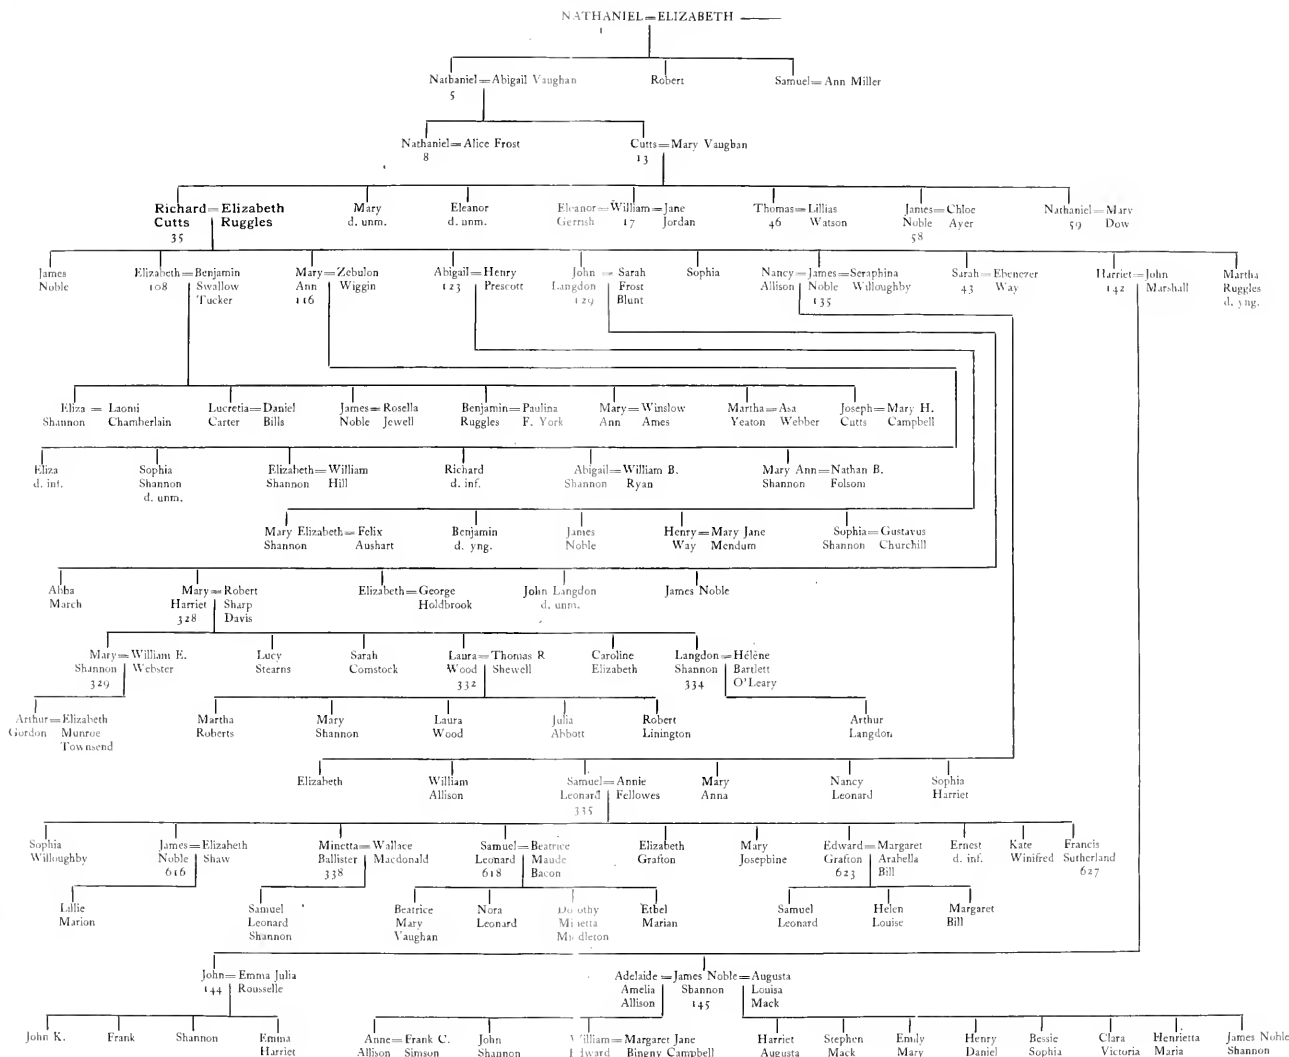 NATHANIEL=ELIZABETH ——
1
Nathaniel=Abigail Vaughan Robert Samuel=Ann Miller
5
Nathaniel=Alice Frost Cutts=Mary Vaughan
8 13
Richard=Elizabeth Mary Eleanor Eleanor=William=Jane Thomas=Lillias James=Chloe Nathaniel=Mary
Cutts Ruggles d. unm. d. unm. Gerrish 17 Jordan 46 Watson Noble Ayer 59 Dow
35 58
James Elizabeth=Benjamin Mary=Zebulon Abigail=Henry John=Sarah Sophia Nancy=James=Seraphina Sarah=Ebenezer Harriet=John Martha
Noble 108 Swallow Ann Wiggin 123 Prescott Langdon Frost Allison Noble Willoughby 43 Way 142 Marshall Ruggles
Tucker 116 129 Blunt 135 d. yng.
Eliza = Laomi Lucretia=Daniel James=Rosella Benjamin=Paulina Mary=Winslow Martha=Asa Joseph=Mary H.
Shannon Chamberlain Carter Bills Noble Jewell Ruggles F. York Ann Ames Yeaton Webber Cutts Campbell
Eliza Sophia Elizabeth=William Richard Abigail=William B. Mary Ann=Nathan B.
d. inf. Shannon Shannon Hill d. inf. Shannon Ryan Shannon Folsom
d. unm.
Mary Elizabeth=Felix Benjamin James Henry=Mary Jane Sophia=Gustavus
Shannon Aushart d. yng. Noble Way Mendum Shannon Churchill
Abba Mary=Robert Elizabeth=George John Langdon James Noble
March Harriet Sharp Holdbrook d. unm.
328 Davis
Mary=William E. Lucy Sarah Laura=Thomas R Caroline Langdon=Hélène
Shannon Webster Stearns Comstock Wood Shewell Elizabeth Shannon Bartlett
329 332 334 O'Leary
Arthur=Elizabeth Martha Mary Laura Julia Robert Arthur
Gordon Munroe Roberts Shannon Wood Abbott Linington Langdon
Townsend
Elizabeth William Samuel=Annie Mary Nancy Sophia
Allison Leonard Fellowes Anna Leonard Harriet
335
Sophia James=Elizabeth Minetta=Wallace Samuel=Beatrice Elizabeth Mary Edward=Margaret Ernest Kate Francis
Willoughby Noble Shaw Ballister Macdonald Leonard Maude Grafton Josephine Grafton Arabella d. inf. Winifred Sutherland
616 338 618 Bacon 623 Bill 627
Lillie Samuel Beatrice Nora Dorothy Ethel Samuel Helen Margaret
Marion Leonard Mary Leonard Minetta Marian Leonard Louise Bill
Shannon Vaughan Middleton
John=Emma Julia Adelaide=James Noble=Augusta
144 Rousselle Amelia Shannon Louisa
Allison 145 Mack
John K. Frank Shannon Emma Anne=Frank C. John William=Margaret Jane Harriet Stephen Emily Henry Bessie Clara Henrietta James Noble
Harriet Allison Simson Shannon Edward Bingny Campbell Augusta Mack Mary Daniel Sophia Victoria Maria Shannon